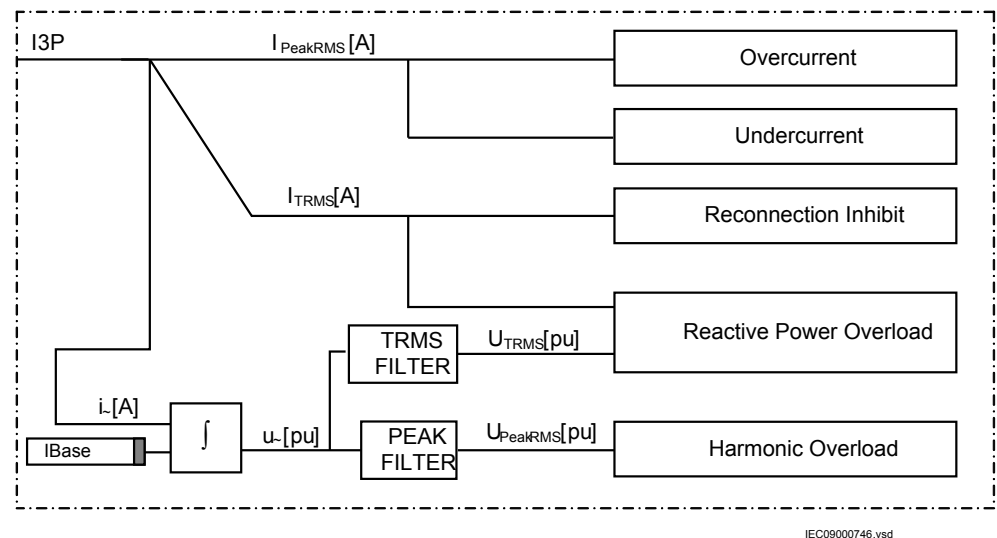 I3P
I PeakRMS [A]
Overcurrent
Undercurrent
ITRMS[A]
Reconnection Inhibit
Reactive Power Overload
TRMS
FILTER
UTRMS[pu]
i~[A]
∫
IBase
u~[pu]
PEAK
FILTER
UPeakRMS[pu]
Harmonic Overload
IEC09000746.vsd